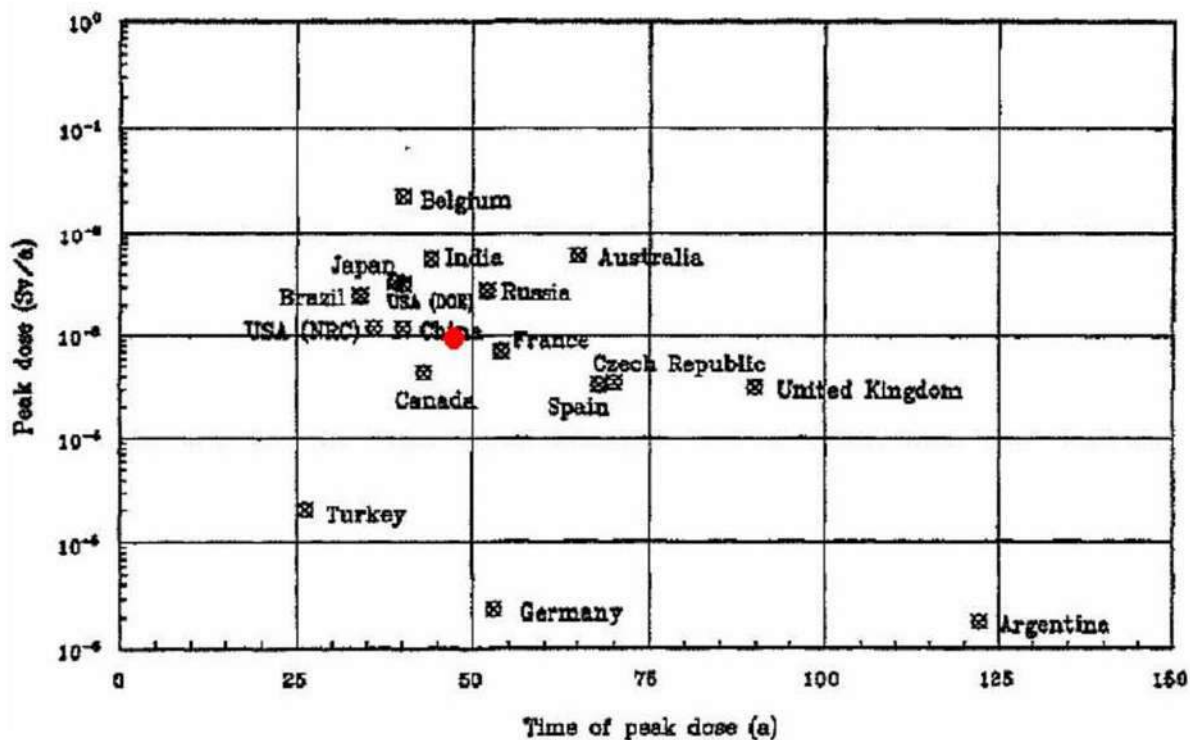 10⁰
10⁻¹
Belgium
10⁻²
India
Australia
Japan
Brazil
USA (DOE)
Russia
USA (NRC)
China
10⁻³
France
Czech Republic
Canada
Spain
United Kingdom
10⁻⁴
Turkey
10⁻⁵
Germany
Argentina
10⁻⁶
0 25 50 75 100 125 150
Peak dose (Sv/a)
Time of peak dose (a)